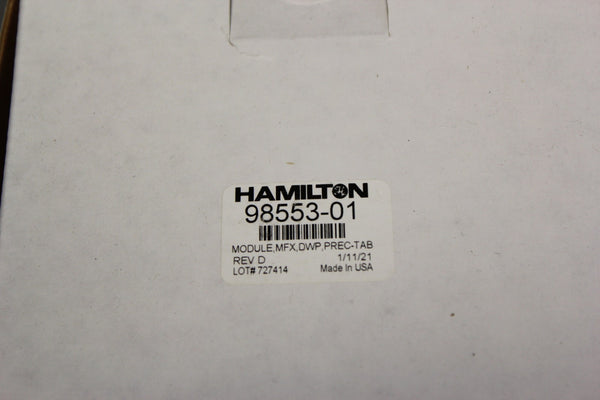 HAMILTON
98553-01
MODULE,MFX,DWP,PREC-TAB
REV D 1/11/21
LOT# 727414 Made In USA